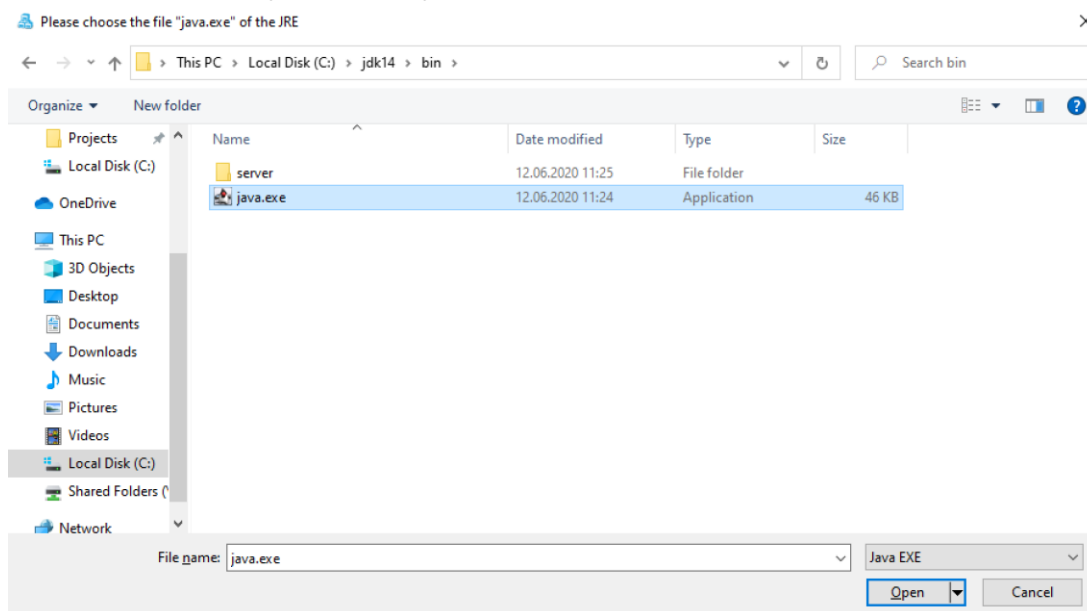 Please choose the file "java.exe" of the JRE
This PC > Local Disk (C:) > jdk14 > bin >
Search bin
Organize
New folder
Name
Date modified
Type
Size
server
12.06.2020 11:25
File folder
java.exe
12.06.2020 11:24
Application
46 KB
Projects
Local Disk (C:)
OneDrive
This PC
3D Objects
Desktop
Documents
Downloads
Music
Pictures
Videos
Local Disk (C:)
Shared Folders (
Network
File name:
java.exe
Java EXE
Open
Cancel